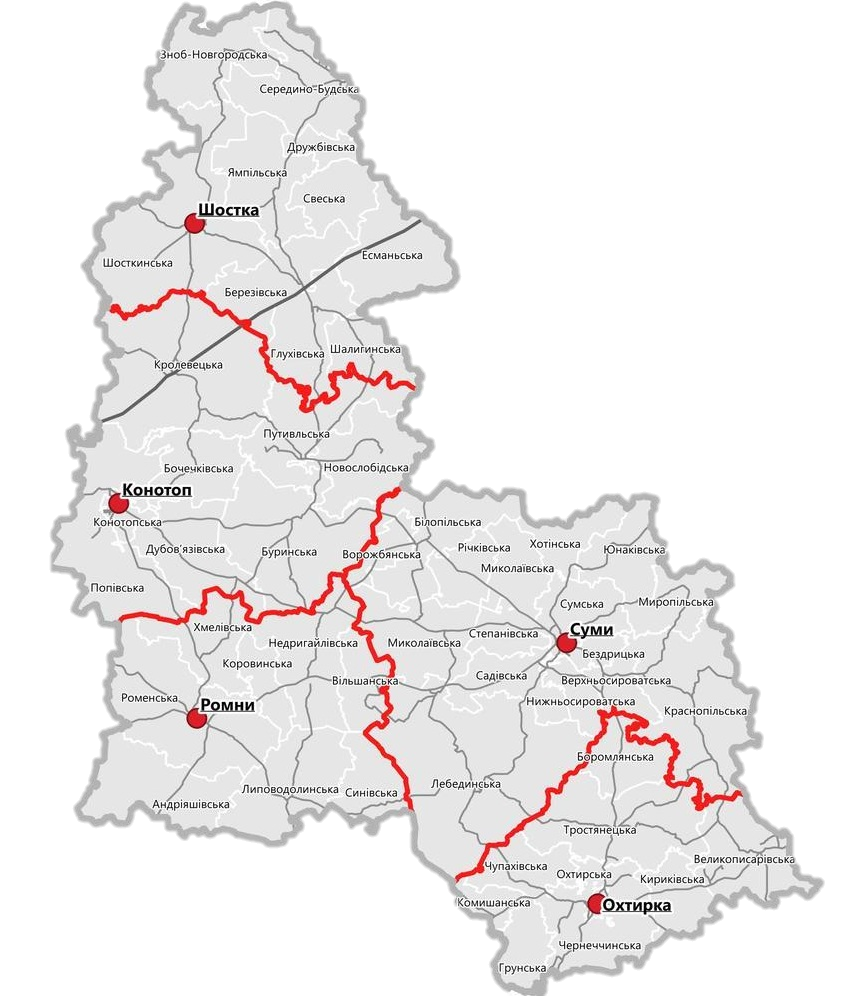 Зноб-Новгородська
Середино-Будська
Дружбівська
Ямпільська
Свеська
Шостка
Есманьська
Шосткинська
Березівська
Шалигинська
Глухівська
Кролевецька
Путивльська
Бочечківська
Новослобідська
Конотоп
Конотопська
Білопільська
Хотінська
Річківська
Юнаківська
Дубов'язівська
Буринська
Ворожбянська
Миколаївська
Попівська
Сумська
Миропільська
Хмелівська
Суми
Степанівська
Недригайлівська
Миколаївська
Бездрицька
Коровинська
Садівська
Вільшанська
Верхньосироватська
Роменська
Ромни
Нижньосироватська
Краснопільська
Боромлянська
Лебединська
Липоводолинська
Синівська
Андріяшівська
Тростянецька
Великописарівська
Чупахівська
Охтирська
Кириківська
Комишанська
Охтирка
Чернеччинська
Грунська